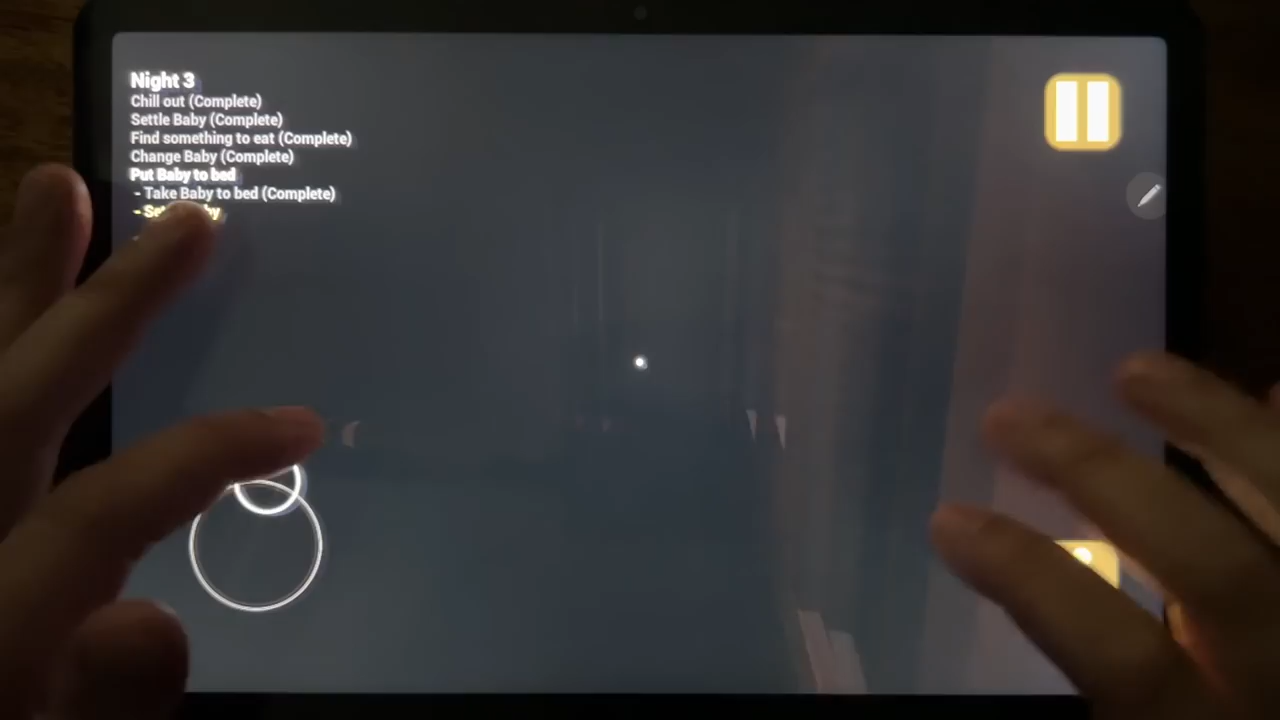 Night 3
Chill out (Complete)
Settle Baby (Complete)
Find something to eat (Complete)
Change Baby (Complete)
Put Baby to bed
- Take Baby to bed (Complete)
-